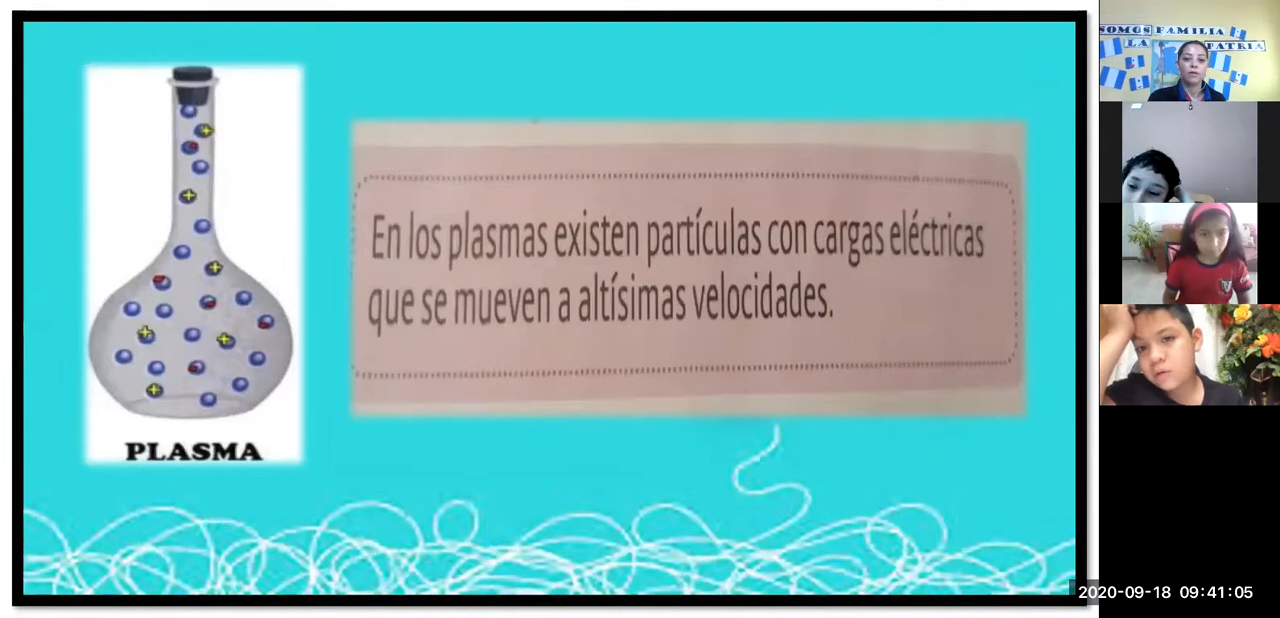 PLASMA
En los plasmas existen partículas con cargas eléctricas
que se mueven a altísimas velocidades.
SOMOS FAMILIA
LA PATRIA
2020-09-18 09:41:05